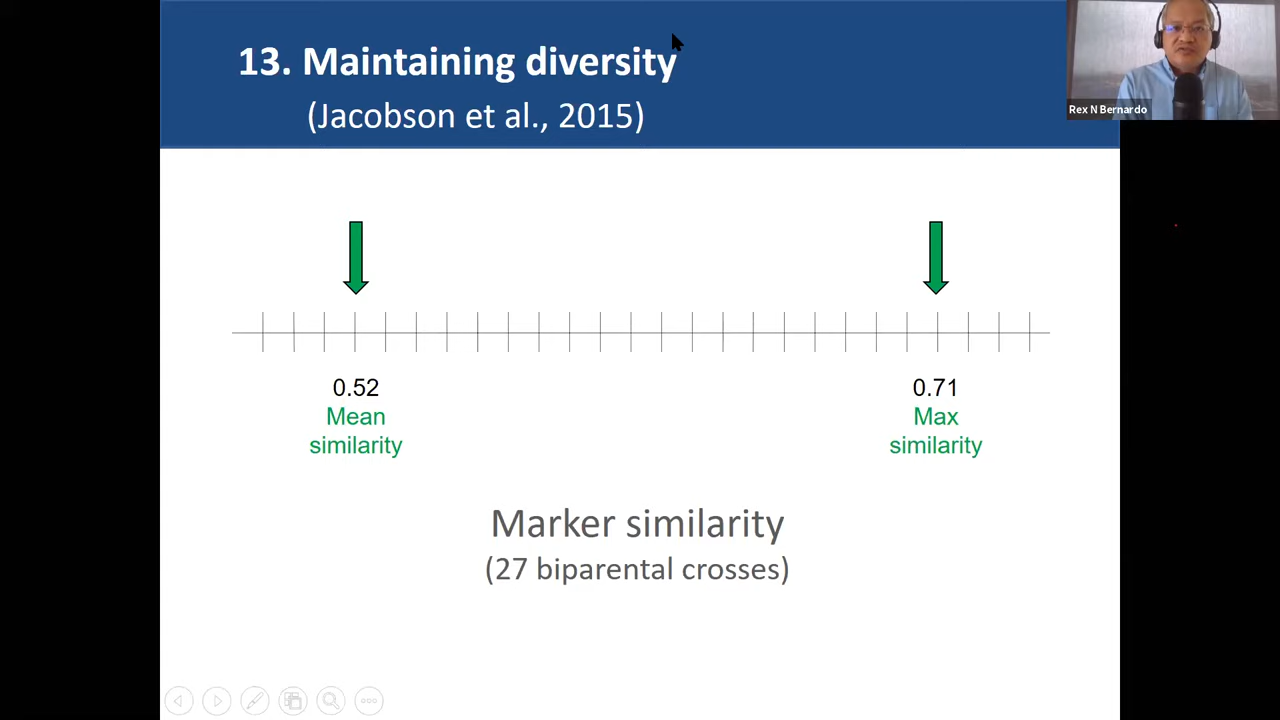 13. Maintaining diversity
(Jacobson et al., 2015)
Rex N Bernardo
0.52
Mean
similarity
0.71
Max
similarity
Marker similarity
(27 biparental crosses)